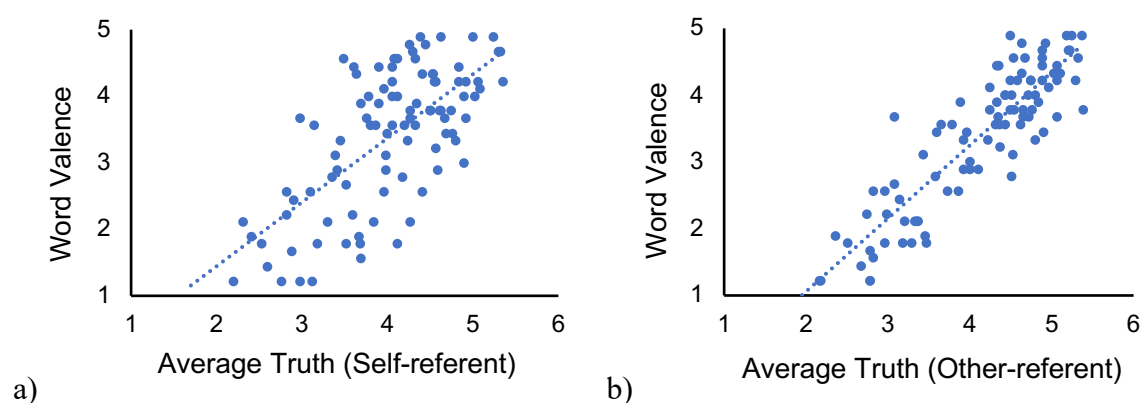 5
4
3
2
1
Word Valence
1 2 3 4 5 6
Average Truth (Self-referent)
a)
5
4
3
2
1
Word Valence
1 2 3 4 5 6
Average Truth (Other-referent)
b)